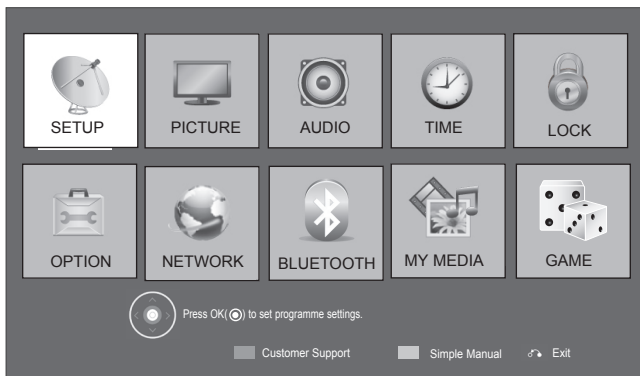 SETUP
PICTURE
AUDIO
TIME
LOCK
OPTION
NETWORK
BLUETOOTH
MY MEDIA
GAME
Press OK(◉) to set programme settings.
Customer Support
Simple Manual
Exit